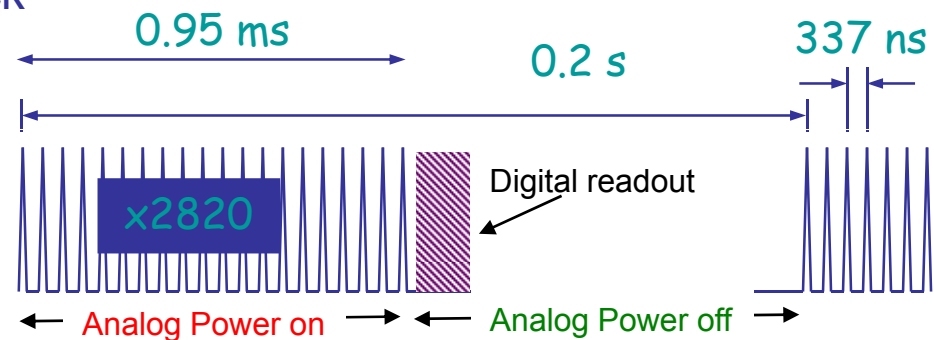 0.95 ms
0.2 s
337 ns
x2820
Digital readout
Analog Power on
Analog Power off